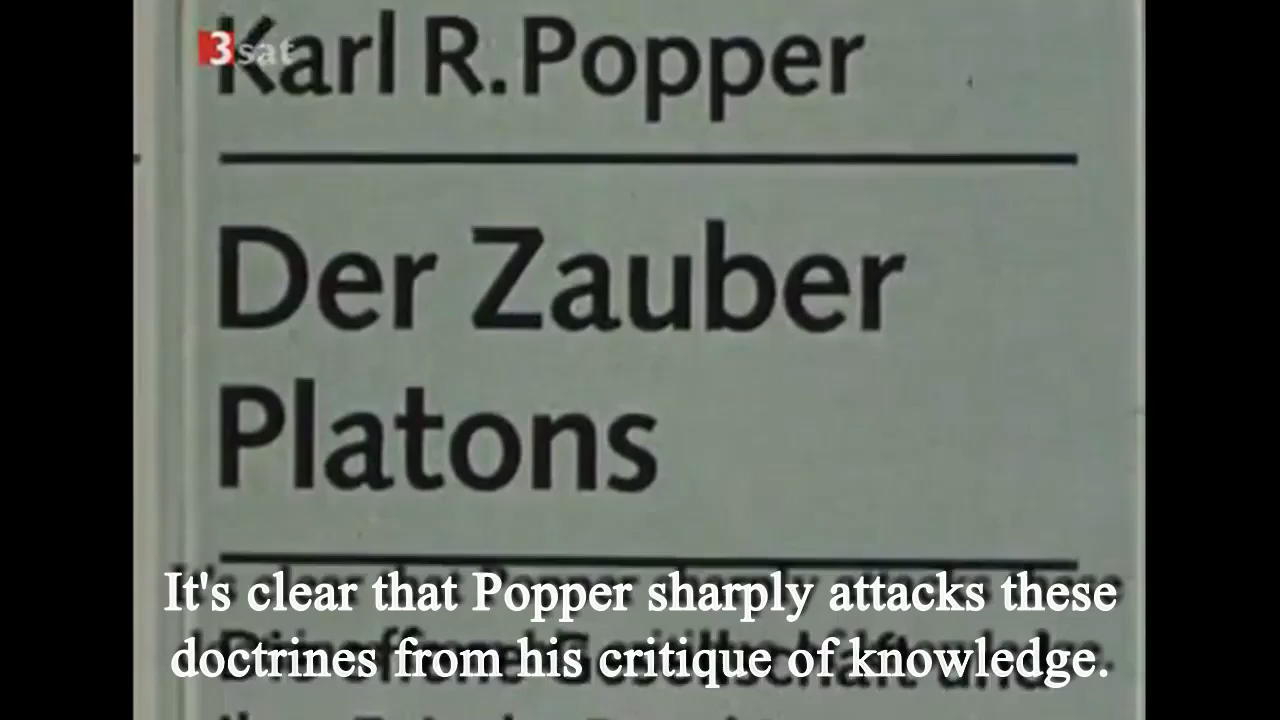 3sat
Karl R. Popper
Der Zauber
Platons
It's clear that Popper sharply attacks these
doctrines from his critique of knowledge.